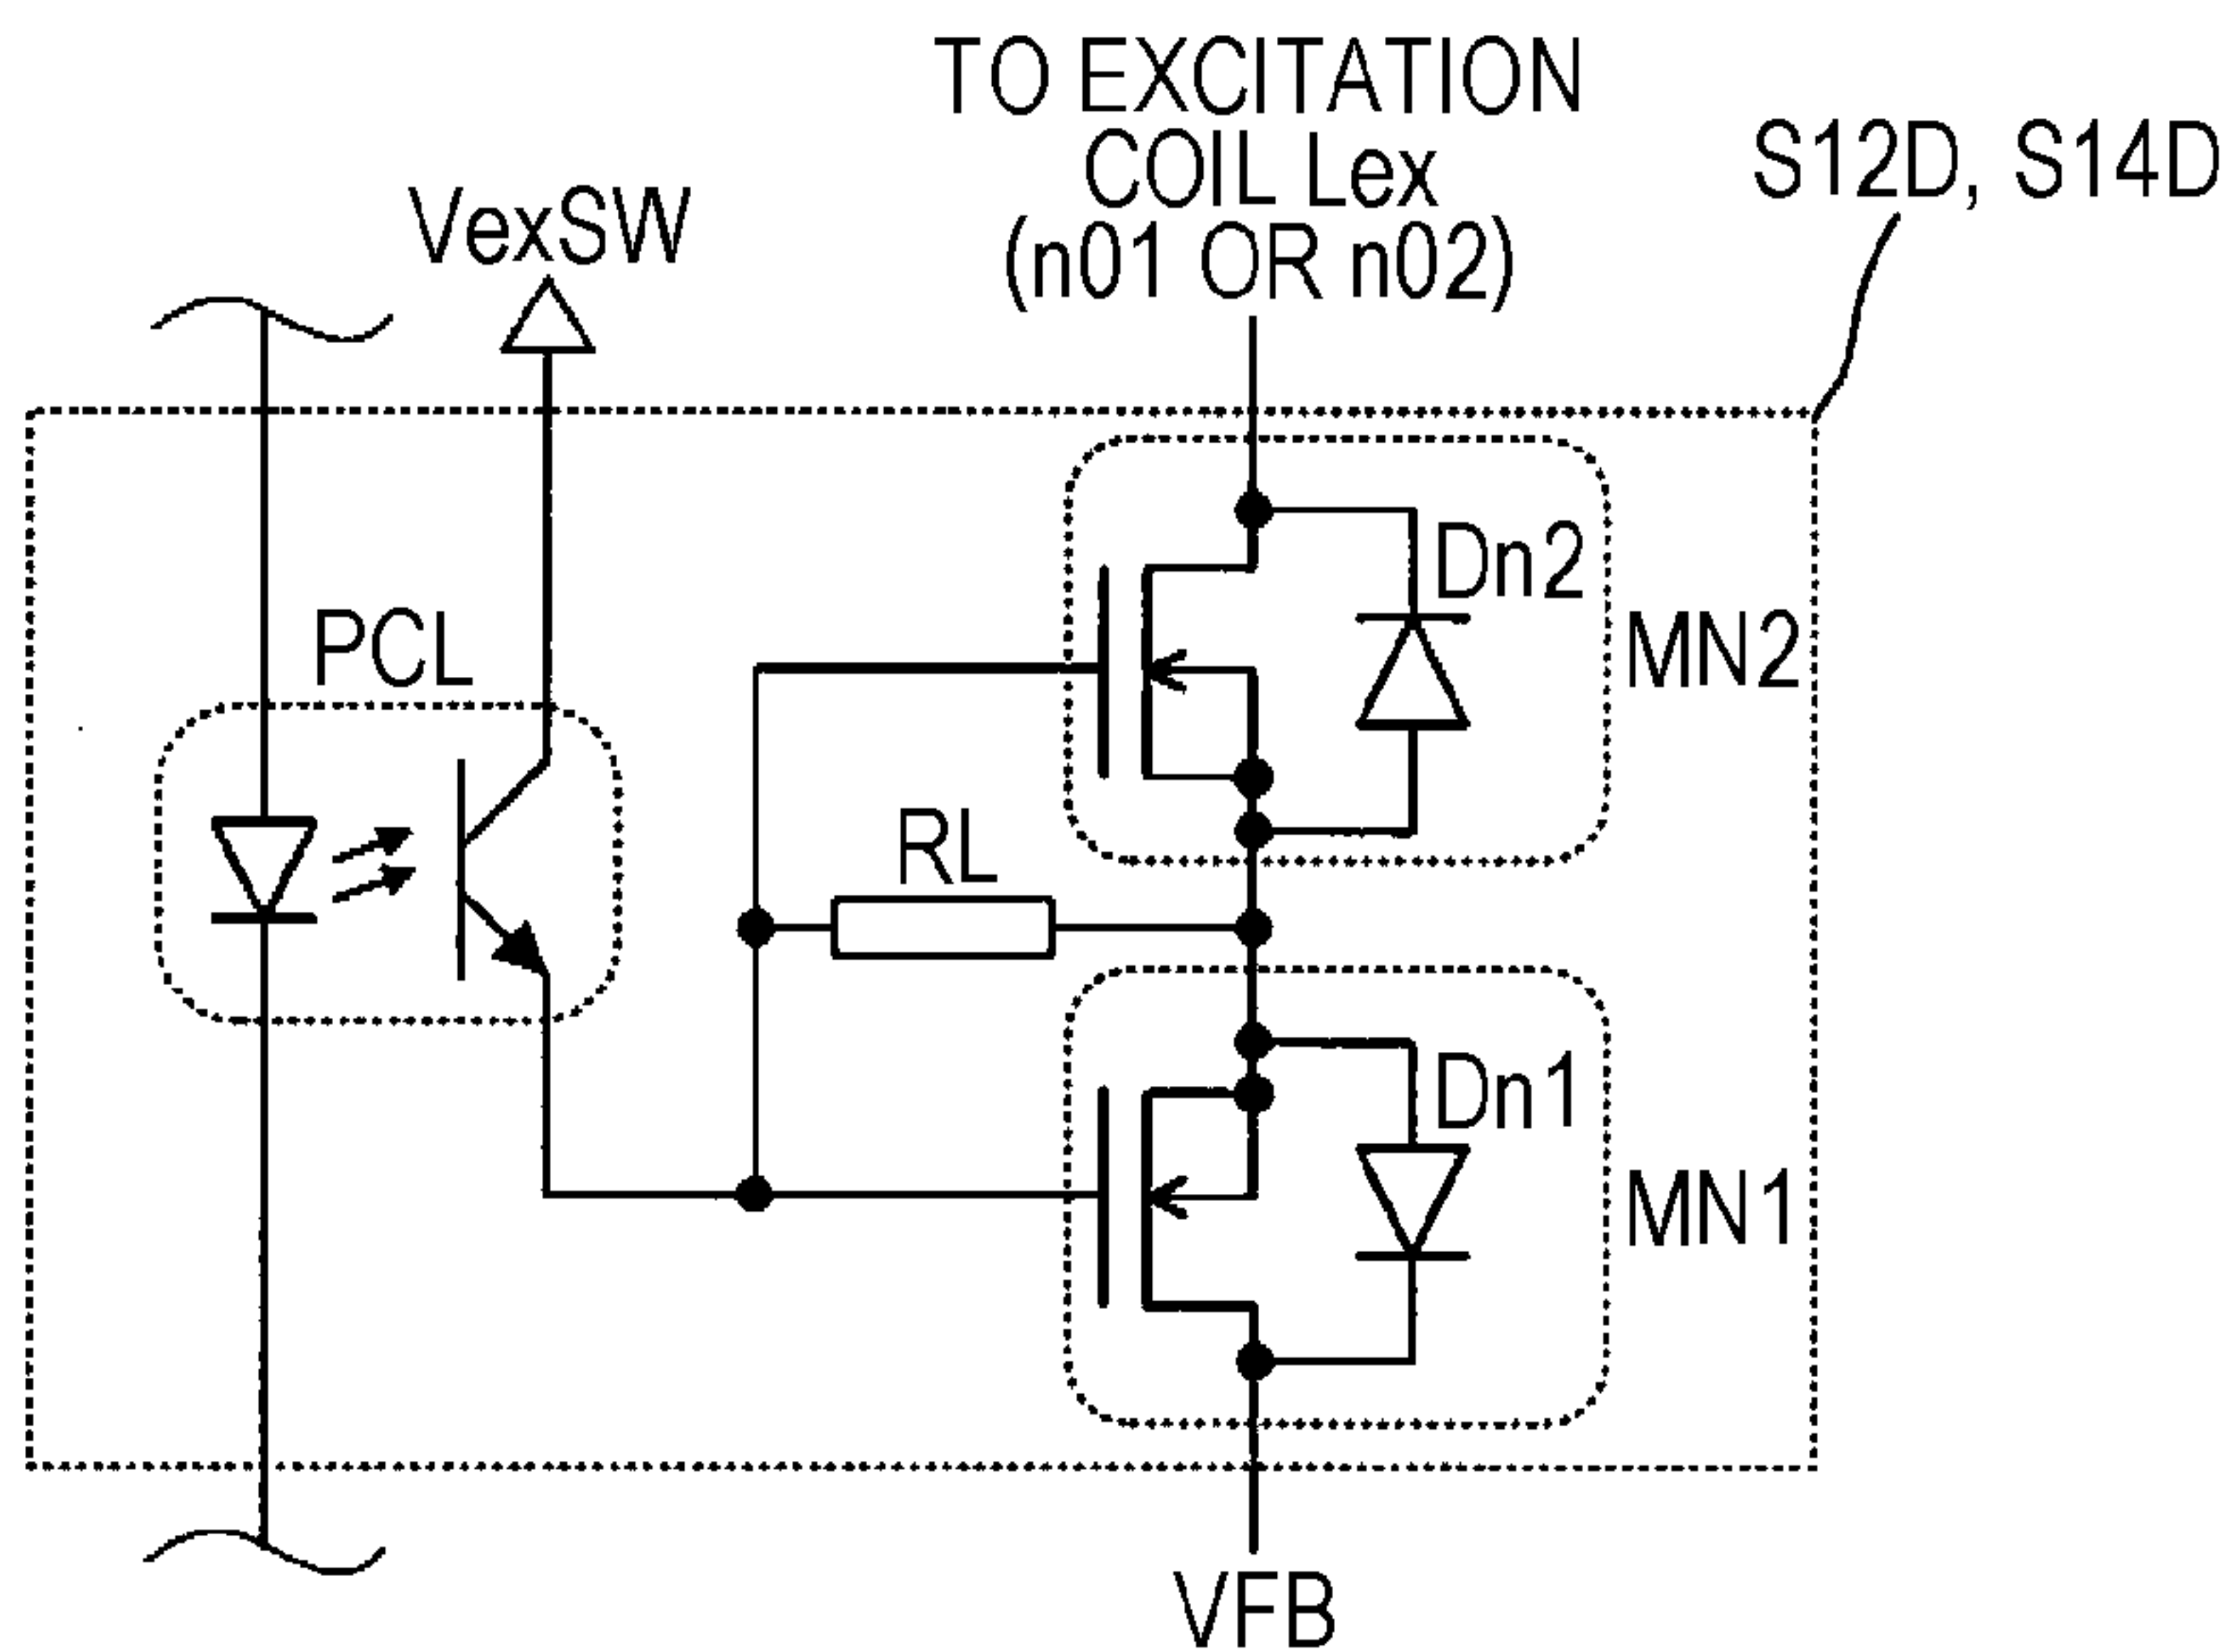 TO EXCITATION
COIL Lex
(n01 OR n02)
S12D, S14D
VexSW
Dn2
MN2
PCL
RL
Dn1
MN1
VFB